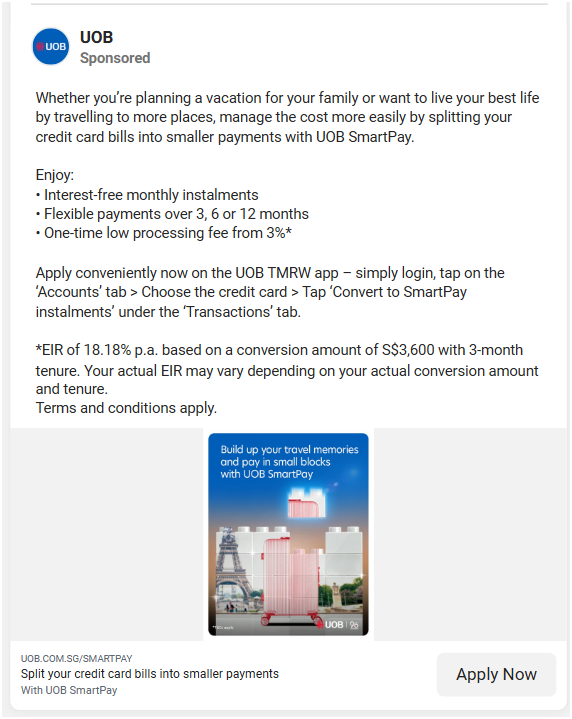 UOB
UOB
Sponsored
Whether you’re planning a vacation for your family or want to live your best life
by travelling to more places, manage the cost more easily by splitting your
credit card bills into smaller payments with UOB SmartPay.
Enjoy:
• Interest-free monthly instalments
• Flexible payments over 3, 6 or 12 months
• One-time low processing fee from 3%*
Apply conveniently now on the UOB TMRW app – simply login, tap on the
‘Accounts’ tab > Choose the credit card > Tap ‘Convert to SmartPay
instalments’ under the ‘Transactions’ tab.
*EIR of 18.18% p.a. based on a conversion amount of S$3,600 with 3-month
tenure. Your actual EIR may vary depending on your actual conversion amount
and tenure.
Terms and conditions apply.
Build up your travel memories
and pay in small blocks
with UOB SmartPay
UOB
UOB.COM.SG/SMARTPAY
Split your credit card bills into smaller payments
With UOB SmartPay
Apply Now